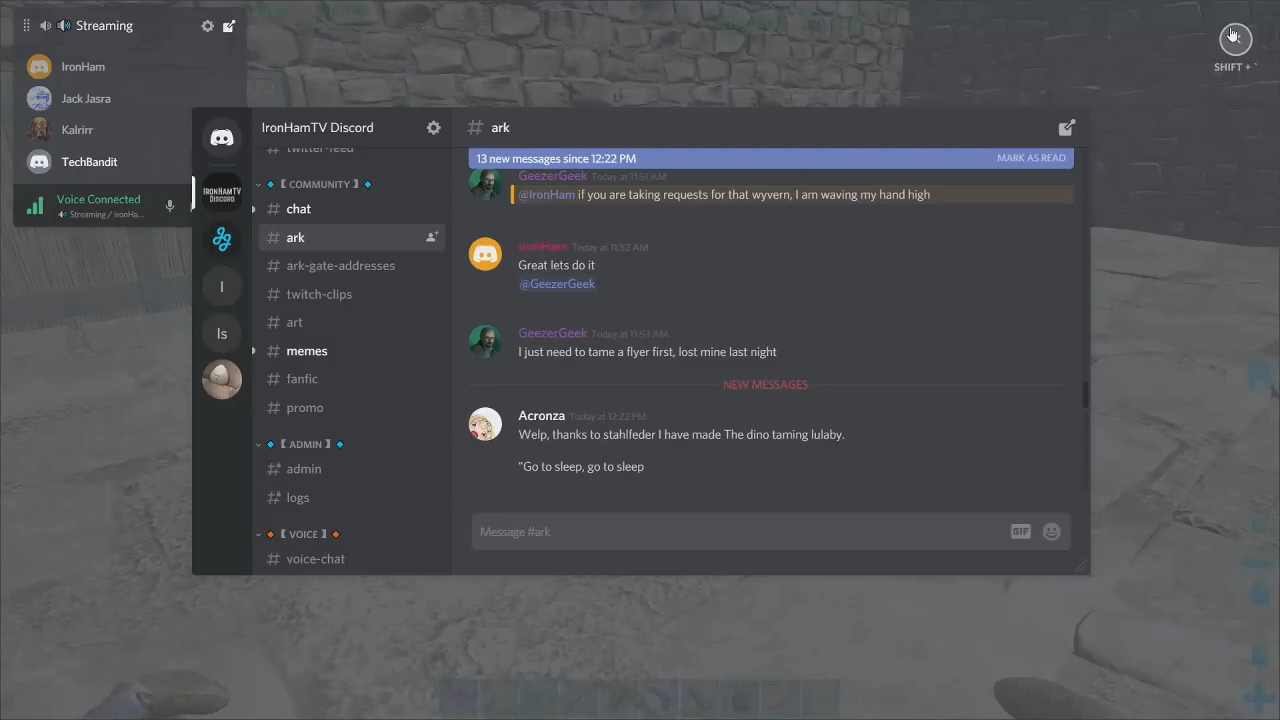 Streaming
IronHam
Jack Jasra
Kalrirr
TechBandit
Voice Connected
Streaming / IronHa...
SHIFT + `
IronHamTV Discord
IRONHAMTV
DISCORD
I
Is
twitter-feed
【 COMMUNITY 】
# chat
# ark
# ark-gate-addresses
# twitch-clips
# art
# memes
# fanfic
# promo
【 ADMIN 】
# admin
# logs
【 VOICE 】
# voice-chat
# ark
13 new messages since 12:22 PM MARK AS READ
GeezerGeek Today at 11:51 AM
@IronHam if you are taking requests for that wyvern, I am waving my hand high
IronHam Today at 11:52 AM
Great lets do it
@GeezerGeek
GeezerGeek Today at 11:53 AM
I just need to tame a flyer first, lost mine last night
NEW MESSAGES
Acronza Today at 12:22 PM
Welp, thanks to stahlfeder I have made The dino taming lulaby.
"Go to sleep, go to sleep
Message #ark
GIF